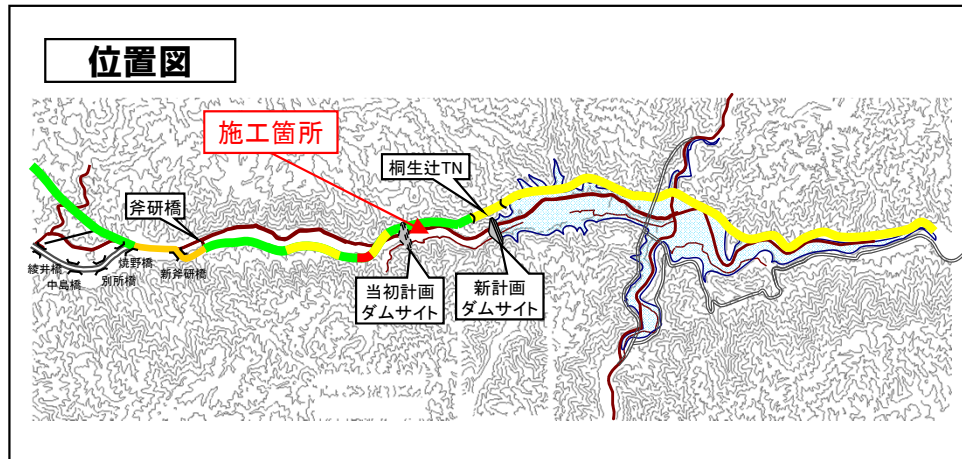 位置図
施工箇所
桐生辻TN
斧研橋
綾井橋
中島橋
別所橋
焼野橋
新斧研橋
当初計画
ダムサイト
新計画
ダムサイト